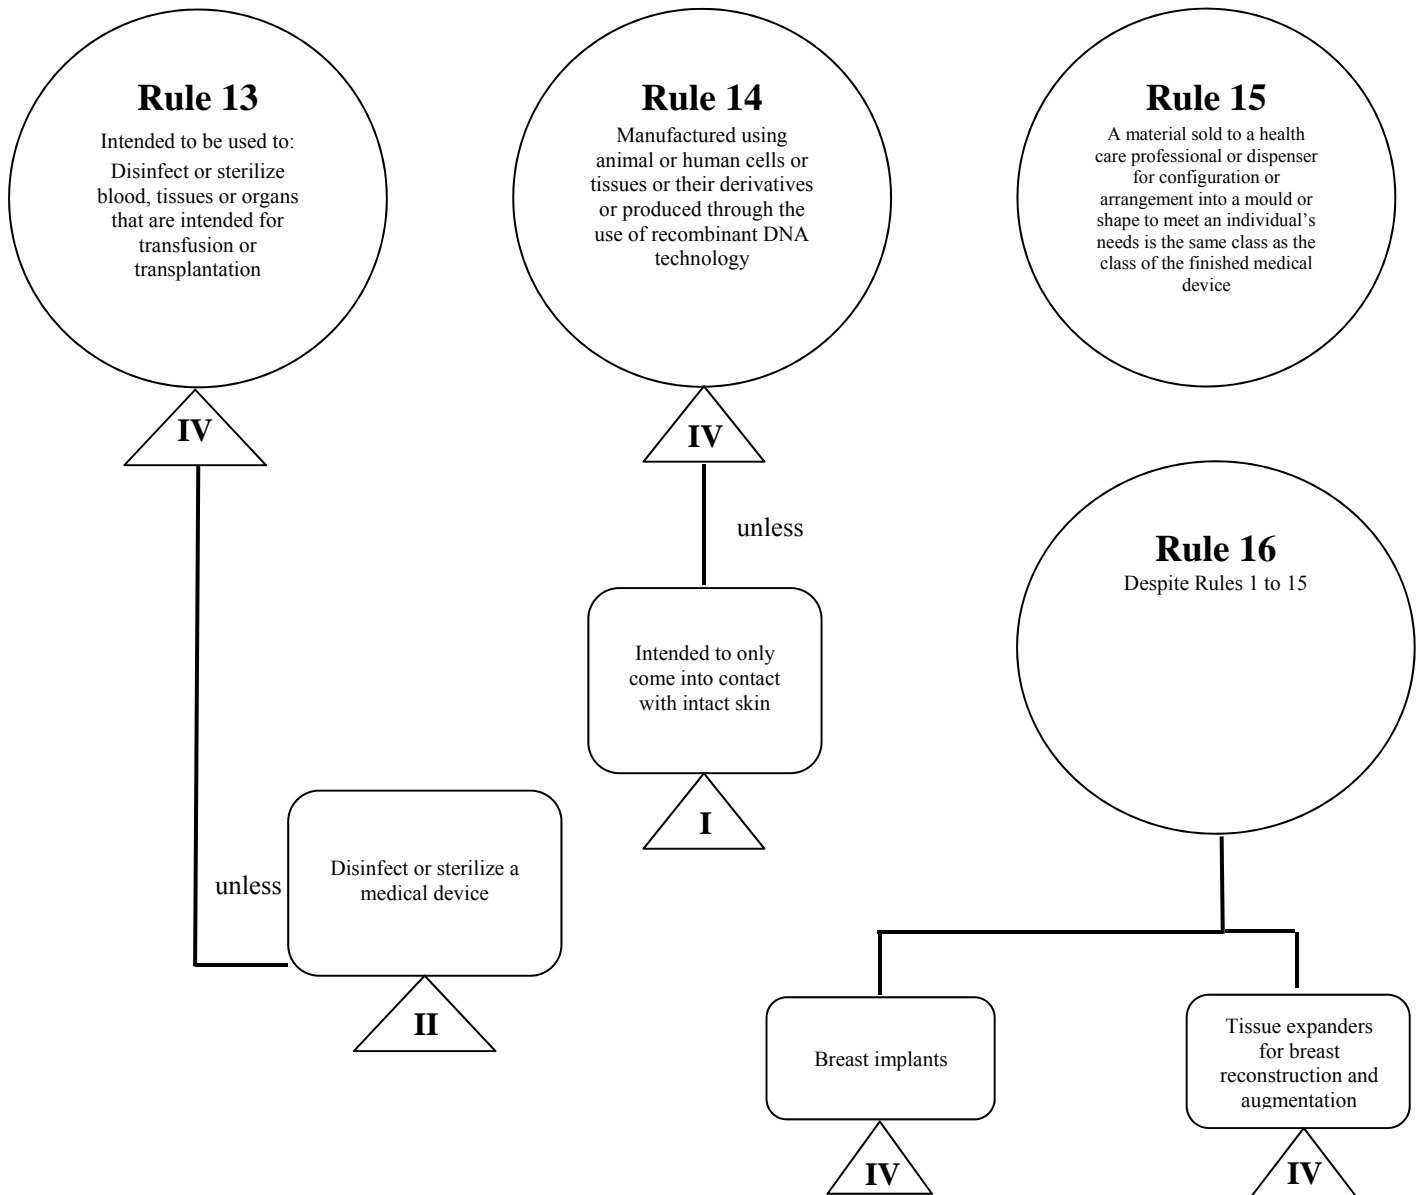 Rule 13
Intended to be used to:
Disinfect or sterilize
blood, tissues or organs
that are intended for
transfusion or
transplantation
IV
unless
Disinfect or sterilize a
medical device
II
Rule 14
Manufactured using
animal or human cells or
tissues or their derivatives
or produced through the
use of recombinant DNA
technology
IV
unless
Intended to only
come into contact
with intact skin
I
Rule 15
A material sold to a health
care professional or dispenser
for configuration or
arrangement into a mould or
shape to meet an individual’s
needs is the same class as the
class of the finished medical
device
Rule 16
Despite Rules 1 to 15
Breast implants
IV
Tissue expanders
for breast
reconstruction and
augmentation
IV